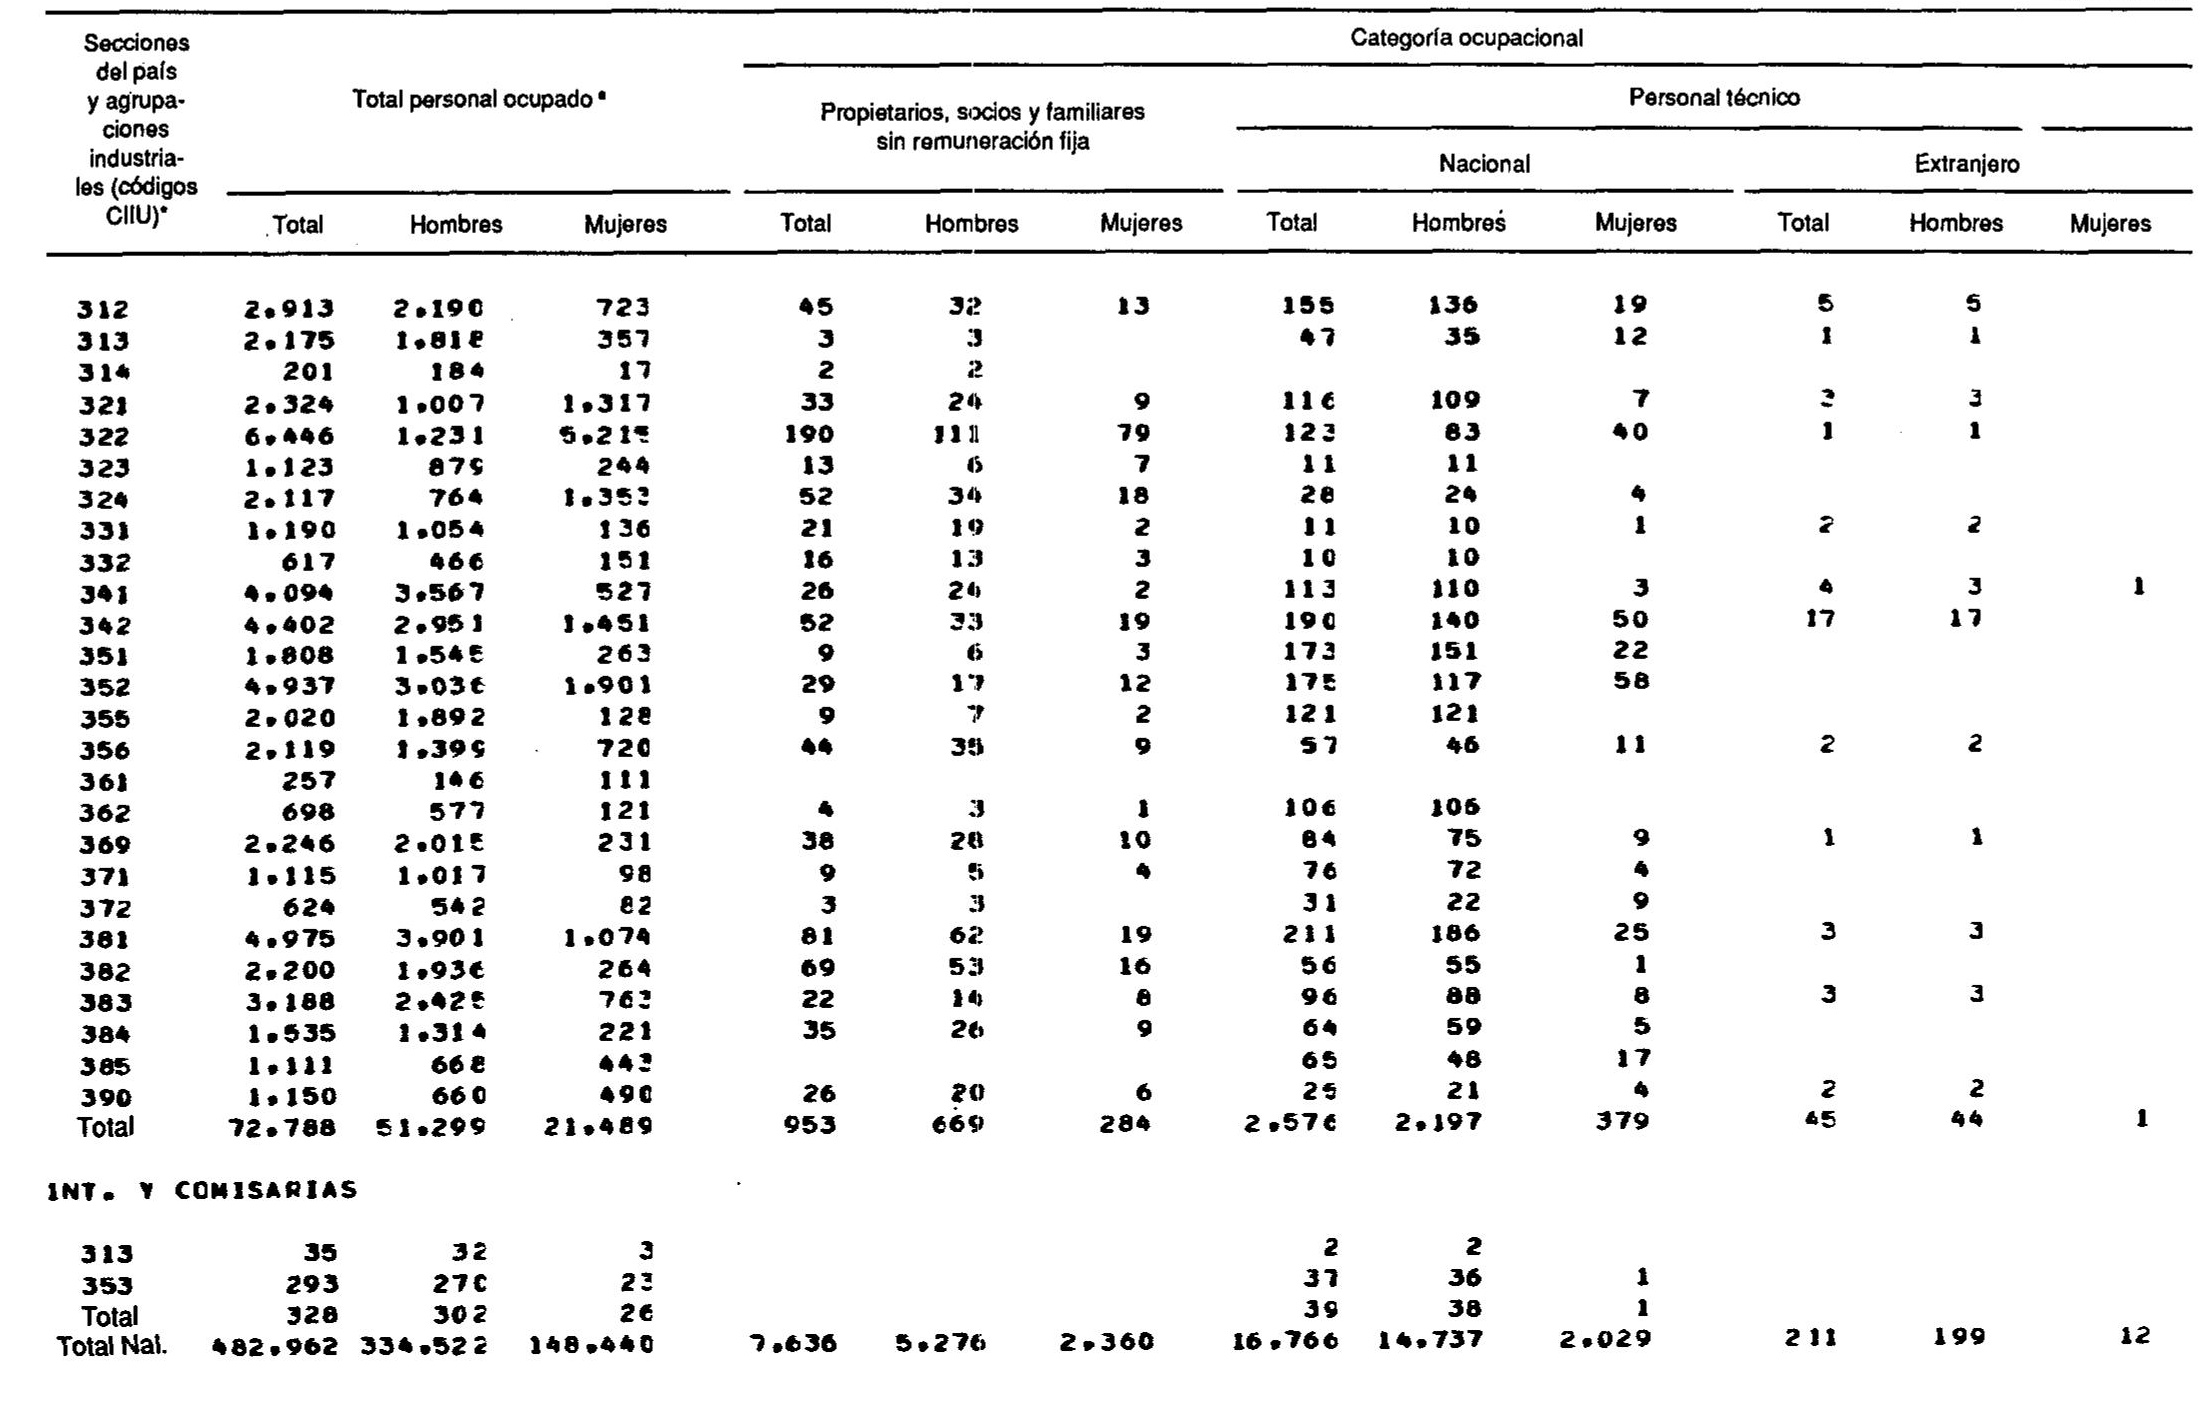 Secciones del país y agrupa- ciones industria- les (códigos CIIU)*
Categoría ocupacional
Total personal ocupado ª
Propietarios, socios y familiares sin remuneración fija
Personal técnico
Nacional Extranjero
Total Hombres Mujeres Total Hombres Mujeres Total Hombres Mujeres Total Hombres Mujeres
312 2.913 2.190 723 45 32 13 155 136 19 5 5
313 2.175 1.818 357 3 3 47 35 12 1 1
314 201 184 17 2 2
321 2.324 1.007 1.317 33 24 9 116 109 7 3 3
322 6.446 1.231 5.215 190 111 79 123 83 40 1 1
323 1.123 879 244 13 6 7 11 11
324 2.117 764 1.353 52 34 18 28 24 4
331 1.190 1.054 136 21 19 2 11 10 1 2 2
332 617 466 151 16 13 3 10 10
341 4.094 3.567 527 26 24 2 113 110 3 4 3 1
342 4.402 2.951 1.451 52 33 19 190 140 50 17 17
351 1.808 1.545 263 9 6 3 173 151 22
352 4.937 3.036 1.901 29 17 12 175 117 58
355 2.020 1.892 128 9 7 2 121 121
356 2.119 1.399 720 44 35 9 57 46 11 2 2
361 257 146 111
362 698 577 121 4 3 1 106 106
369 2.246 2.015 231 38 28 10 84 75 9 1 1
371 1.115 1.017 98 9 5 4 76 72 4
372 624 542 82 3 3 31 22 9
381 4.975 3.901 1.074 81 62 19 211 186 25 3 3
382 2.200 1.936 264 69 53 16 56 55 1
383 3.188 2.425 763 22 14 8 96 88 8 3 3
384 1.535 1.314 221 35 26 9 64 59 5
385 1.111 668 443 65 48 17
390 1.150 660 490 26 20 6 25 21 4 2 2
Total 72.788 51.299 21.489 953 669 284 2.576 2.197 379 45 44 1
INT. Y COMISARIAS
313 35 32 3 2 2
353 293 270 23 37 36 1
Total 328 302 26 39 38 1
Total Nal. 482.962 334.522 148.440 7.636 5.276 2.360 16.766 14.737 2.029 211 199 12